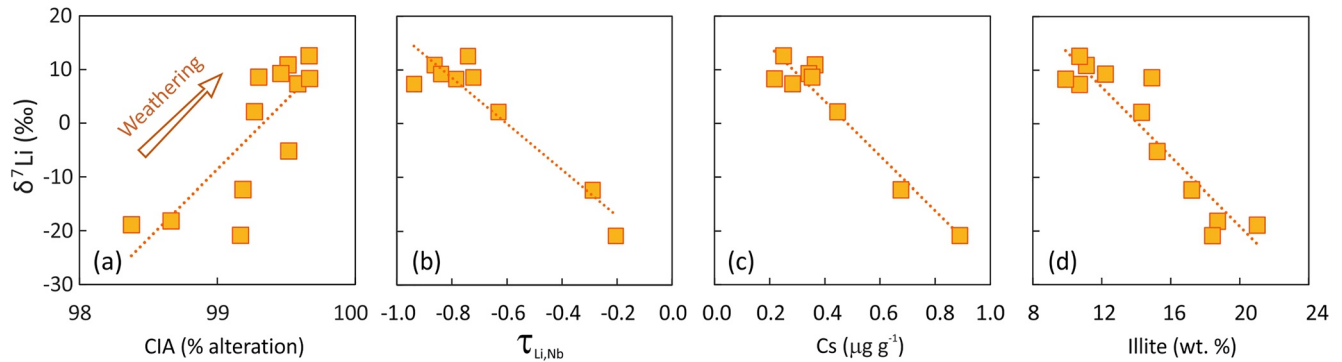 20
10
0
-10
-20
-30
δ⁷Li (‰)
Weathering
(a)
98 99 100
CIA (% alteration)
(b)
-1.0 -0.8 -0.6 -0.4 -0.2 0.0
τ Li,Nb
(c)
0.0 0.2 0.4 0.6 0.8 1.0
Cs (μg g⁻¹)
(d)
8 12 16 20 24
Illite (wt. %)